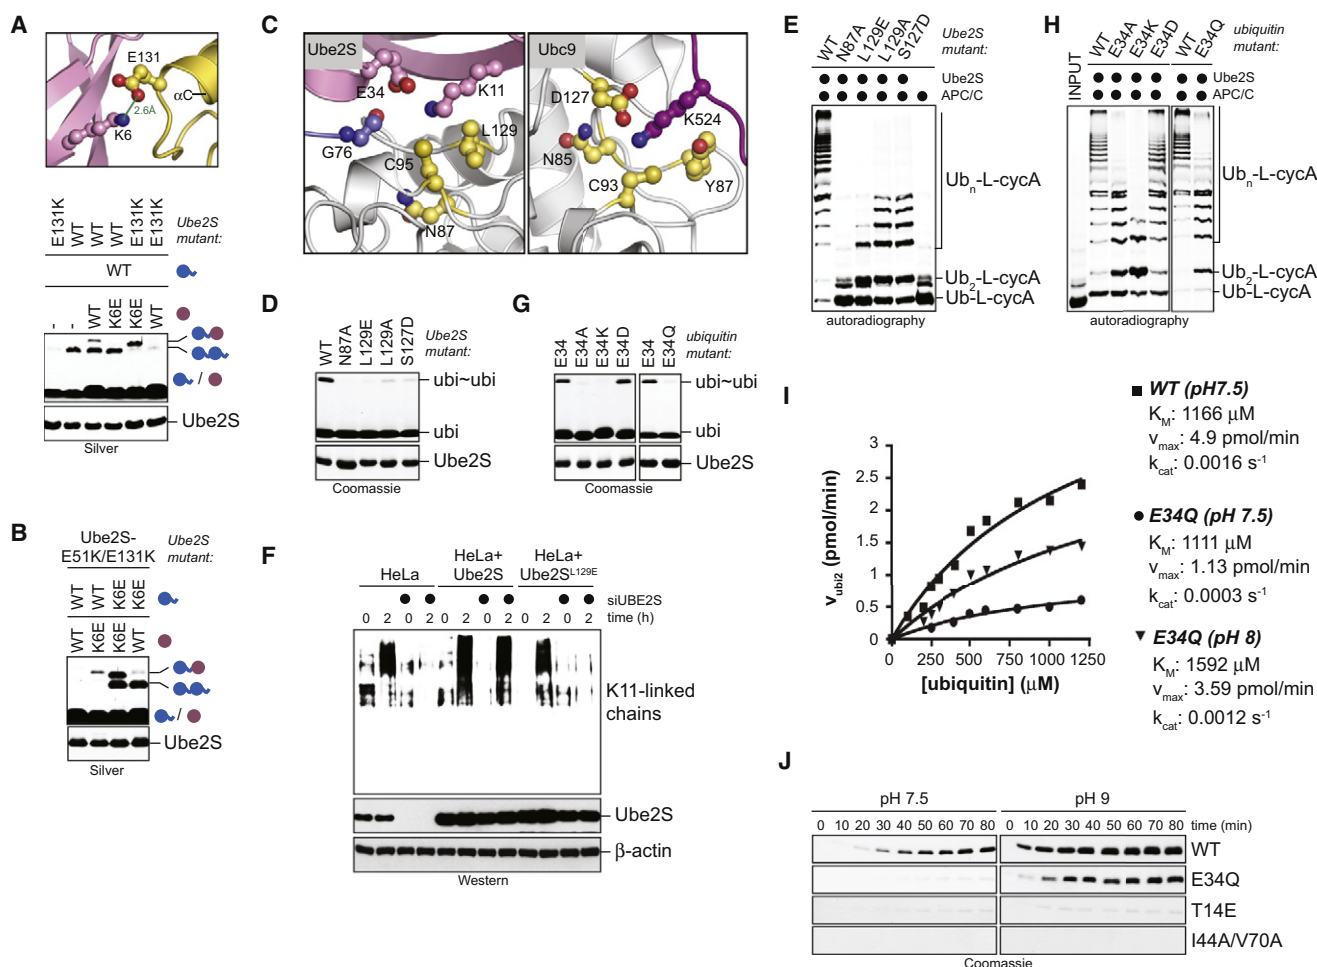 A
E131
αC
2.6Å
K6
E131K
WT
WT
WT
E131K
E131K
Ube2S
mutant:
WT
-
-
WT
K6E
K6E
WT
/
Ube2S
Silver
B
Ube2S-
E51K/E131K
Ube2S
mutant:
WT
WT
K6E
K6E
WT
K6E
K6E
WT
/
Ube2S
Silver
C
Ube2S
E34
K11
L129
G76
C95
N87
Ubc9
D127
K524
N85
C93
Y87
D
WT
N87A
L129E
L129A
S127D
Ube2S
mutant:
ubi~ubi
ubi
Ube2S
Coomassie
G
E34
E34A
E34K
E34D
E34
E34Q
ubiquitin
mutant:
ubi~ubi
ubi
Ube2S
Coomassie
F
HeLa
HeLa+
Ube2S
HeLa+
Ube2S^L129E
siUBE2S
0 2 0 2 0 2 0 2 0 2 0 2 time (h)
K11-linked
chains
Ube2S
β-actin
Western
E
WT
N87A
L129E
L129A
S127D
Ube2S
mutant:
Ube2S
APC/C
Ubn-L-cycA
Ub2-L-cycA
Ub-L-cycA
autoradiography
H
INPUT
WT
E34A
E34K
E34D
WT
E34Q
ubiquitin
mutant:
Ube2S
APC/C
Ubn-L-cycA
Ub2-L-cycA
Ub-L-cycA
autoradiography
I
vubi2 (pmol/min)
3
2.5
2
1.5
1
0.5
0
0 250 500 750 1000 1250
[ubiquitin] (μM)
WT (pH7.5)
KM: 1166 μM
vmax: 4.9 pmol/min
kcat: 0.0016 s-1
E34Q (pH 7.5)
KM: 1111 μM
vmax: 1.13 pmol/min
kcat: 0.0003 s-1
E34Q (pH 8)
KM: 1592 μM
vmax: 3.59 pmol/min
kcat: 0.0012 s-1
J
pH 7.5
pH 9
0 10 20 30 40 50 60 70 80 0 10 20 30 40 50 60 70 80 time (min)
WT
E34Q
T14E
I44A/V70A
Coomassie